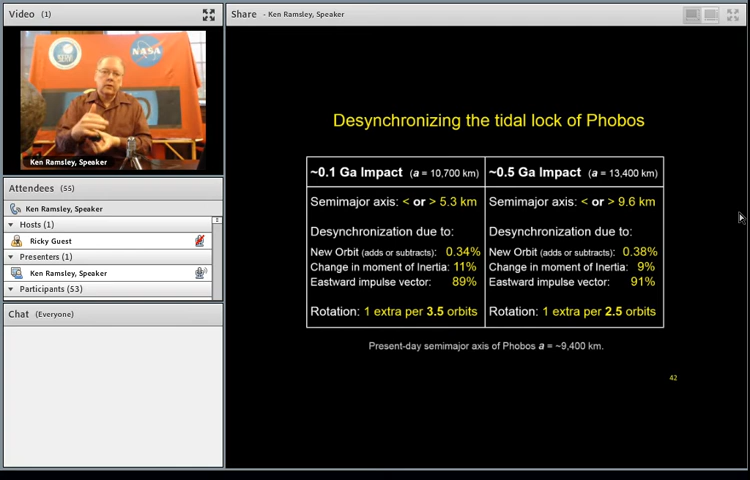 Video (1)
NASA
Ken Ramsley, Speaker
Attendees (55)
Ken Ramsley, Speaker
Hosts (1)
Ricky Guest
Presenters (1)
Ken Ramsley, Speaker
Participants (53)
Chat (Everyone)
Share - Ken Ramsley, Speaker
Desynchronizing the tidal lock of Phobos
~0.1 Ga Impact (a = 10,700 km)
Semimajor axis: < or > 5.3 km
Desynchronization due to:
New Orbit (adds or subtracts): 0.34%
Change in moment of Inertia: 11%
Eastward impulse vector: 89%
Rotation: 1 extra per 3.5 orbits
~0.5 Ga Impact (a = 13,400 km)
Semimajor axis: < or > 9.6 km
Desynchronization due to:
New Orbit (adds or subtracts): 0.38%
Change in moment of Inertia: 9%
Eastward impulse vector: 91%
Rotation: 1 extra per 2.5 orbits
Present-day semimajor axis of Phobos a = ~9,400 km.
42